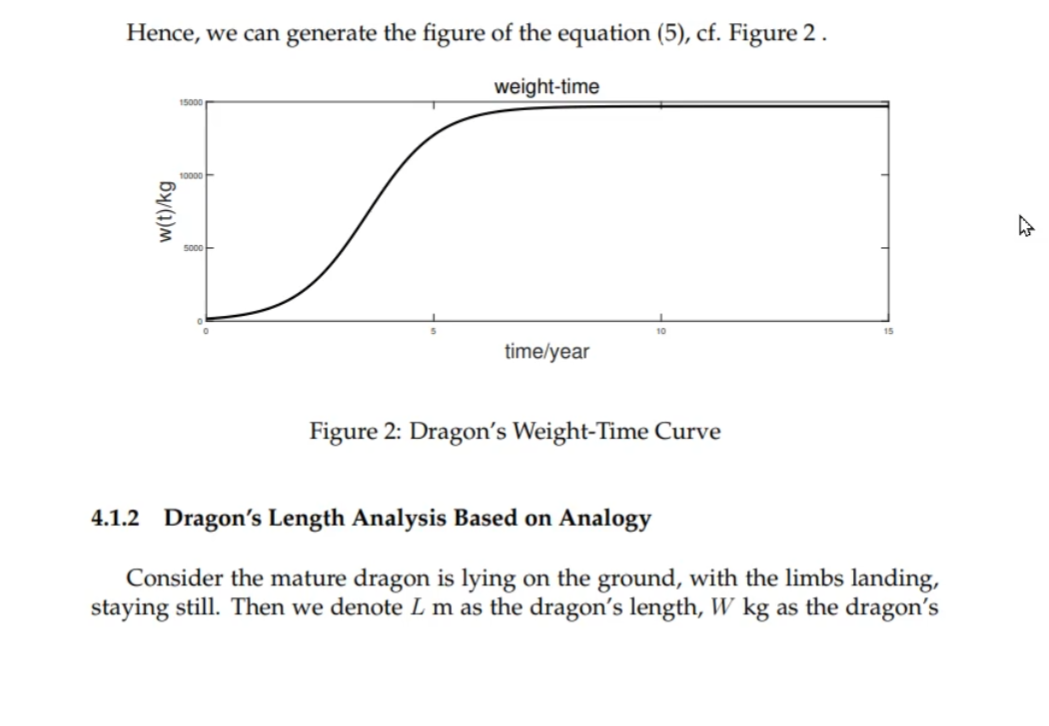 Hence, we can generate the figure of the equation (5), cf. Figure 2 .
weight-time
15000
10000
5000
0
w(t)/kg
0 5 10 15
time/year
Figure 2: Dragon's Weight-Time Curve
4.1.2 Dragon's Length Analysis Based on Analogy
Consider the mature dragon is lying on the ground, with the limbs landing,
staying still. Then we denote L m as the dragon's length, W kg as the dragon's